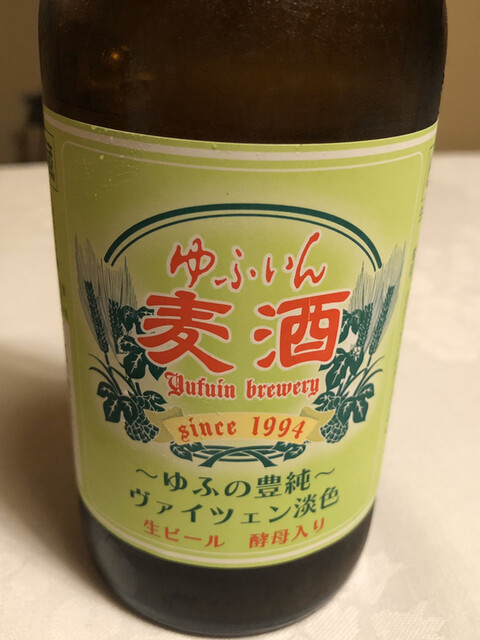 ゆふいん
麦酒
Yufuin brewery
since 1994
～ゆふの豊純～
ヴァイツェン淡色
生ビール 酵母入り